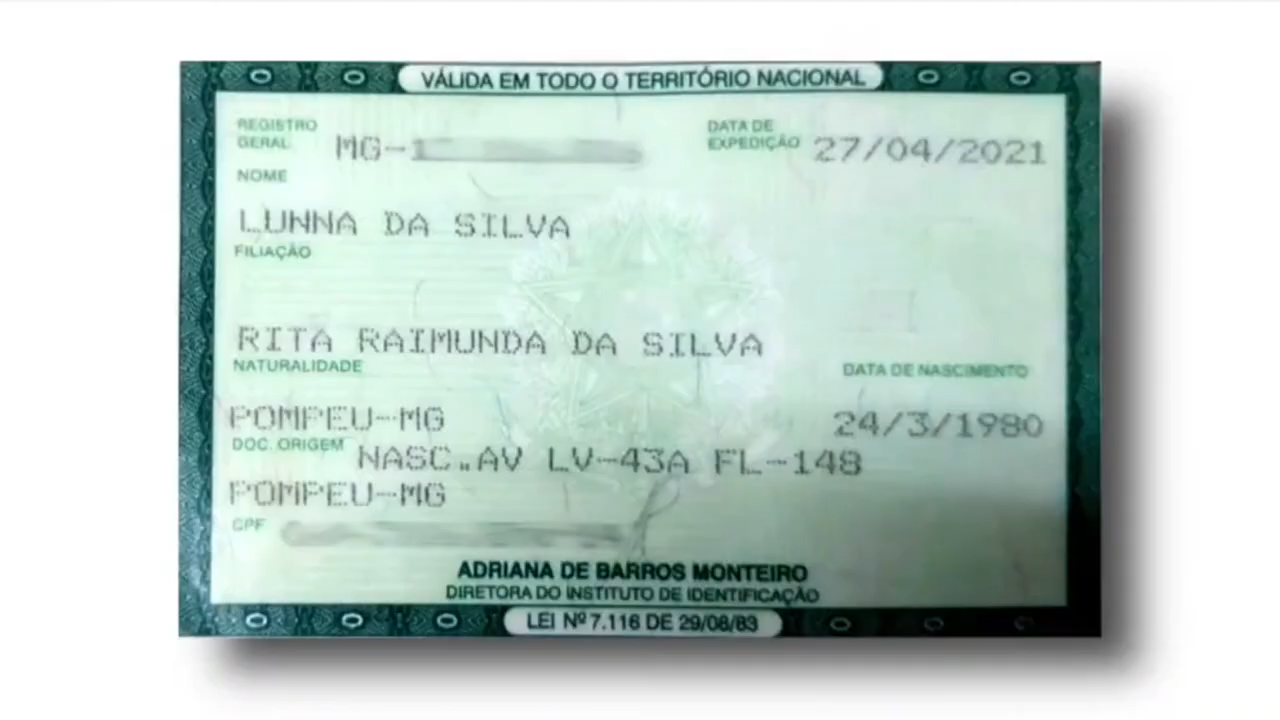 VÁLIDA EM TODO O TERRITÓRIO NACIONAL
REGISTRO GERAL MG-1
DATA DE EXPEDIÇÃO 27/04/2021
NOME
LUNNA DA SILVA
FILIAÇÃO
RITA RAIMUNDA DA SILVA
NATURALIDADE
DATA DE NASCIMENTO
POMPEU-MG
24/3/1980
DOC. ORIGEM
NASC.AV LV-43A FL-148
POMPEU-MG
CPF
ADRIANA DE BARROS MONTEIRO
DIRETORA DO INSTITUTO DE IDENTIFICAÇÃO
LEI Nº 7.116 DE 29/08/83